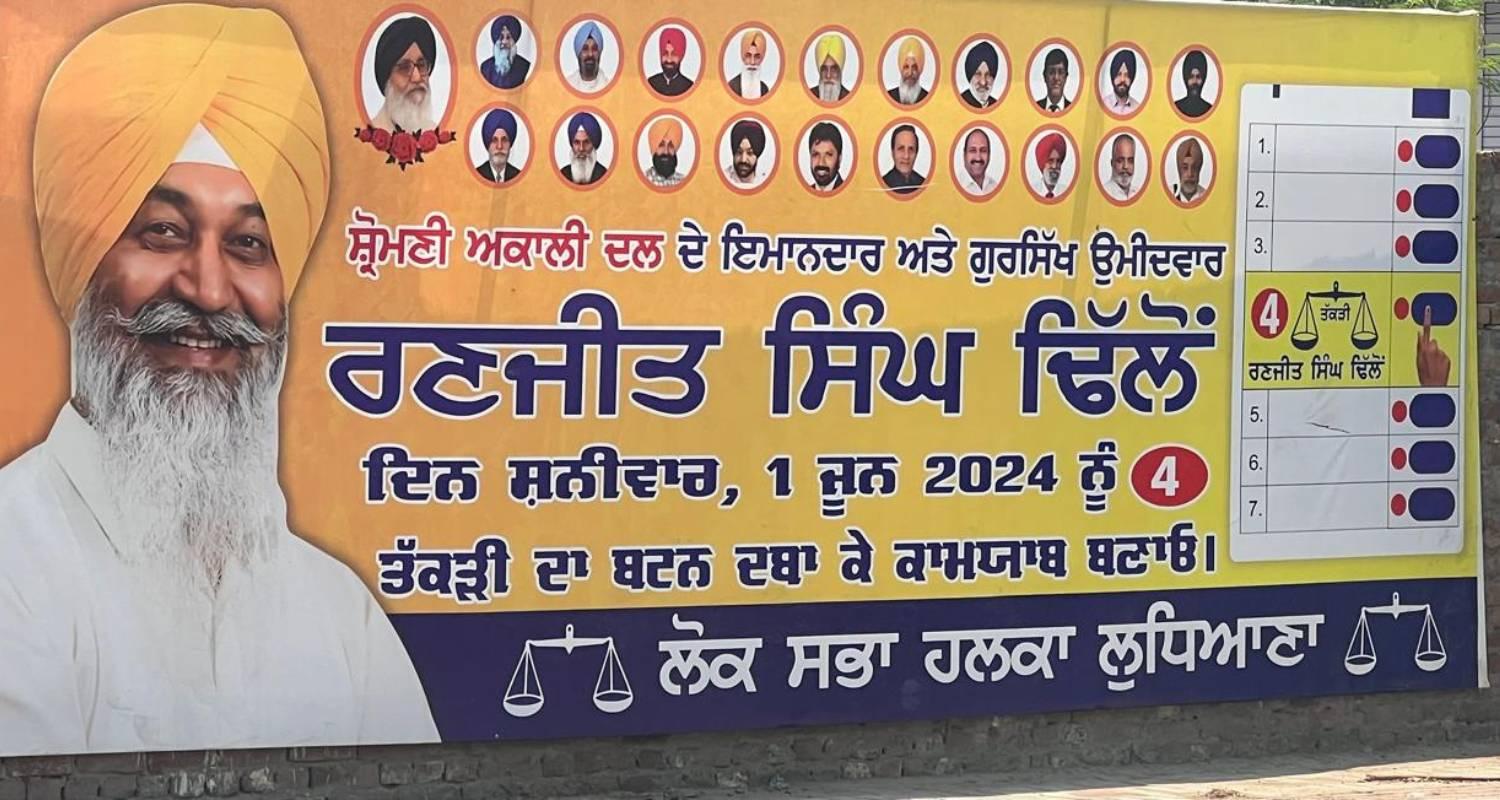 ਸ਼੍ਰੋਮਣੀ ਅਕਾਲੀ ਦਲ ਦੇ ਇਮਾਨਦਾਰ ਅਤੇ ਗੁਰਸਿੱਖ ਉਮੀਦਵਾਰ
ਰਣਜੀਤ ਸਿੰਘ ਢਿੱਲੋਂ
ਦਿਨ ਸ਼ਨੀਵਾਰ, 1 ਜੂਨ 2024 ਨੂੰ 4
ਤੱਕੜੀ ਦਾ ਬਟਨ ਦਬਾ ਕੇ ਕਾਮਯਾਬ ਬਣਾਓ।
ਲੋਕ ਸਭਾ ਹਲਕਾ ਲੁਧਿਆਣਾ
1.
2.
3.
4 ਤੱਕੜੀ
ਰਣਜੀਤ ਸਿੰਘ ਢਿੱਲੋਂ
5.
6.
7.